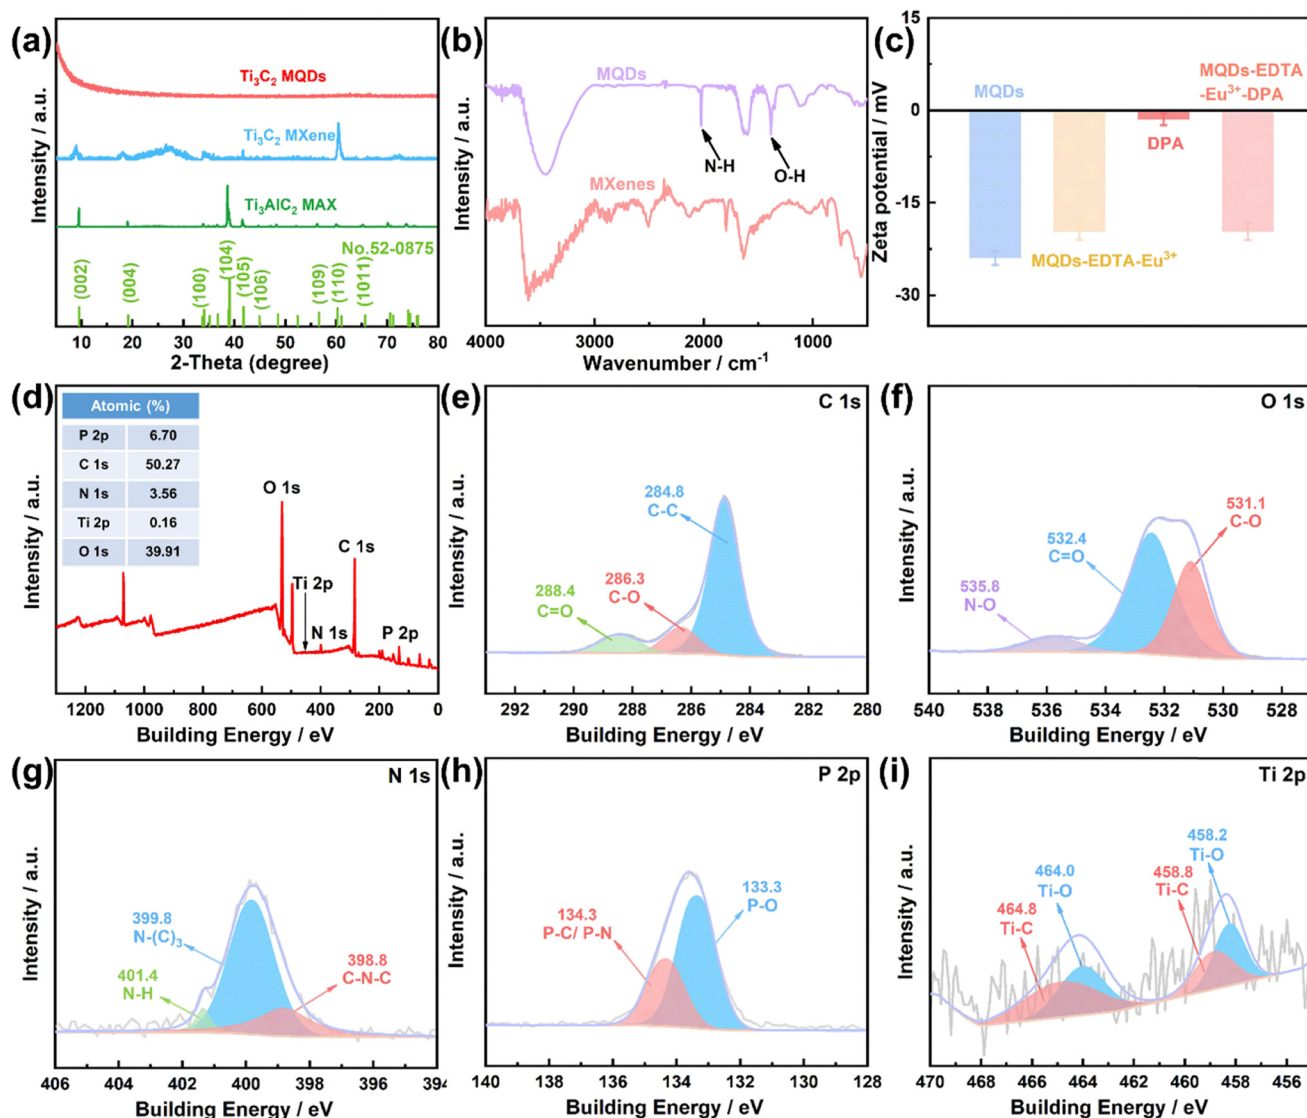 (a)
Ti₃C₂ MQDs
Ti₃C₂ MXene
Ti₃AlC₂ MAX
No.52-0875
(002)
(004)
(100)
(104)
(105)
(106)
(109)
(110)
(1011)
Intensity / a.u.
10 20 30 40 50 60 70 80
2-Theta (degree)
(b)
MQDs
N-H
O-H
MXenes
Intensity / a.u.
4000 3000 2000 1000
Wavenumber / cm⁻¹
(c)
15
0
-15
-30
Zeta potential / mV
MQDs
MQDs-EDTA
-Eu³⁺-DPA
DPA
MQDs-EDTA-Eu³⁺
(d)
Atomic (%)
P 2p 6.70
C 1s 50.27
N 1s 3.56
Ti 2p 0.16
O 1s 39.91
O 1s
C 1s
Ti 2p
N 1s
P 2p
Intensity / a.u.
1200 1000 800 600 400 200 0
Building Energy / eV
(e)
C 1s
284.8
C-C
286.3
C-O
288.4
C=O
Intensity / a.u.
292 290 288 286 284 282 280
Building Energy / eV
(f)
O 1s
531.1
C-O
532.4
C=O
535.8
N-O
Intensity / a.u.
540 538 536 534 532 530 528
Building Energy / eV
(g)
N 1s
399.8
N-(C)₃
401.4
N-H
398.8
C-N-C
Intensity / a.u.
406 404 402 400 398 396 394
Building Energy / eV
(h)
P 2p
133.3
P-O
134.3
P-C/ P-N
Intensity / a.u.
140 138 136 134 132 130 128
Building Energy / eV
(i)
Ti 2p
458.2
Ti-O
458.8
Ti-C
464.0
Ti-O
464.8
Ti-C
Intensity / a.u.
470 468 466 464 462 460 458 456
Building Energy / eV